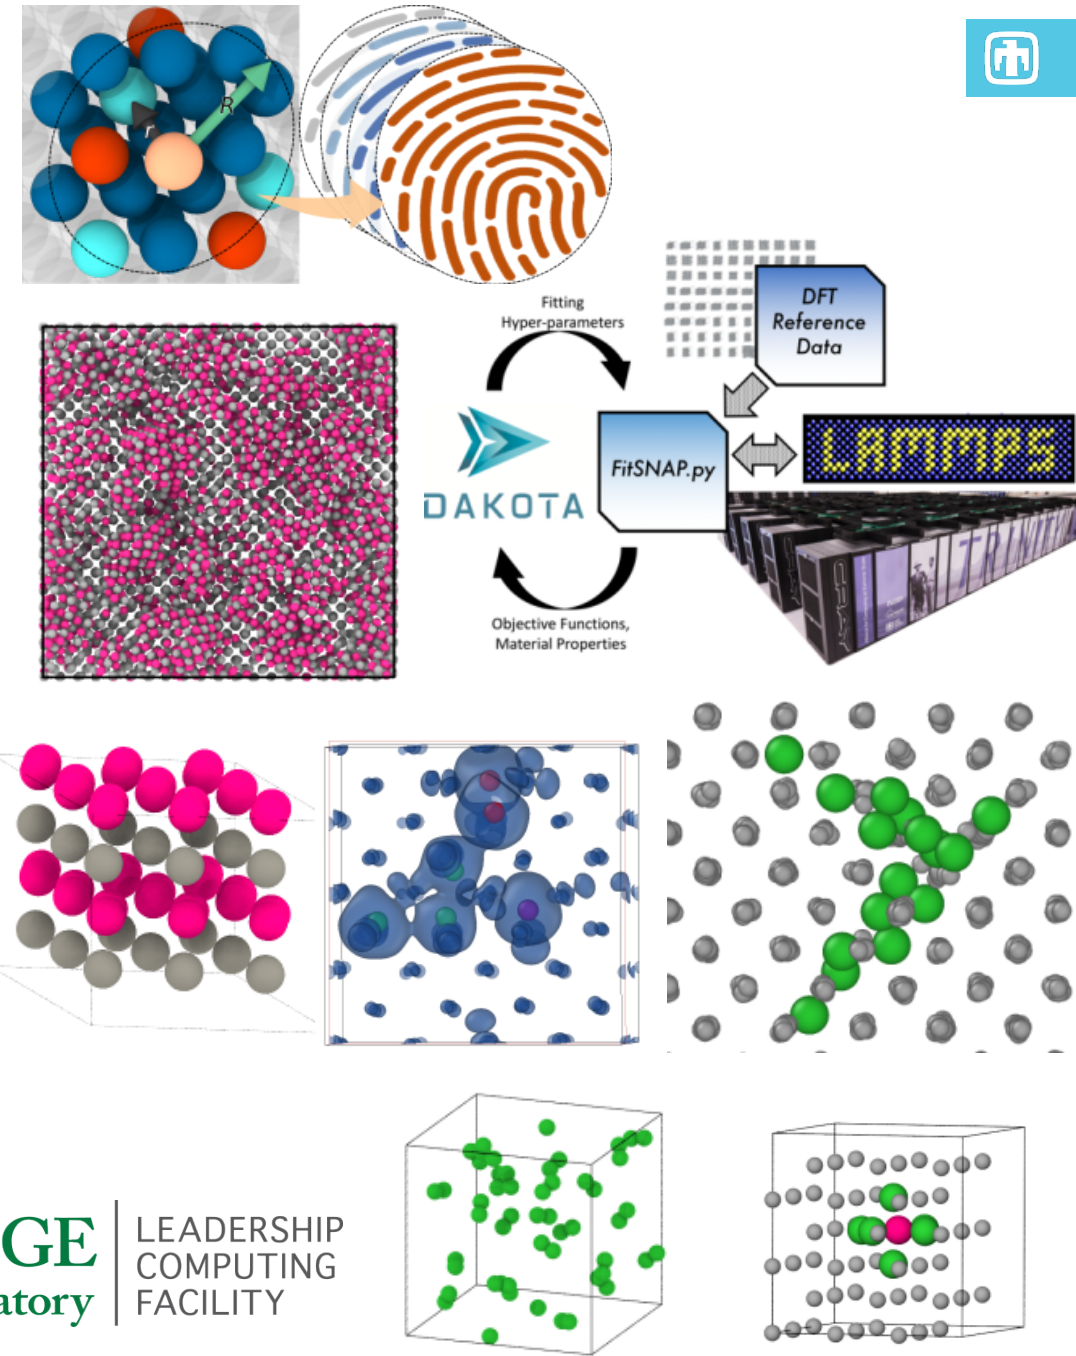 r
R
Fitting
Hyper-parameters
DFT
Reference
Data
FitSNAP.py
LAMMPS
DAKOTA
CRAY
Objective Functions,
Material Properties
GE
atory
LEADERSHIP
COMPUTING
FACILITY